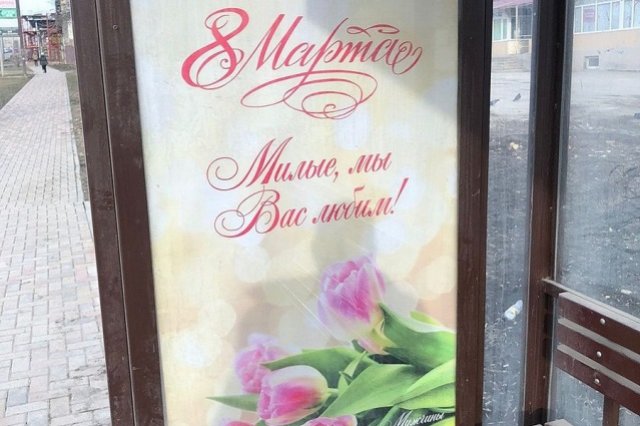 8 Марта
Милые, мы
Вас любим!
Мужчины